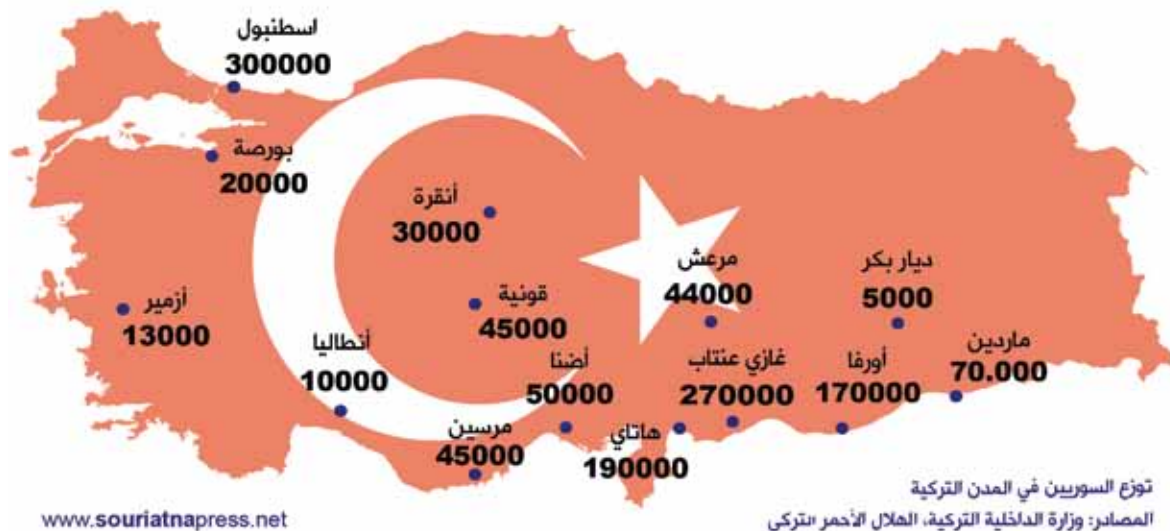 اسطنبول
300000
بورصة
20000
أنقرة
30000
مرعش
44000
ديار بكر
5000
أزمير
13000
قونية
45000
أنطاليا
10000
أضنا
50000
غازي عنتاب
270000
أورفا
170000
ماردين
70.000
مرسين
45000
هاتاي
190000
توزع السوريين في المدن التركية
المصادر: وزارة الداخلية التركية، الهلال الأحمر التركي
www.souriatnapress.net